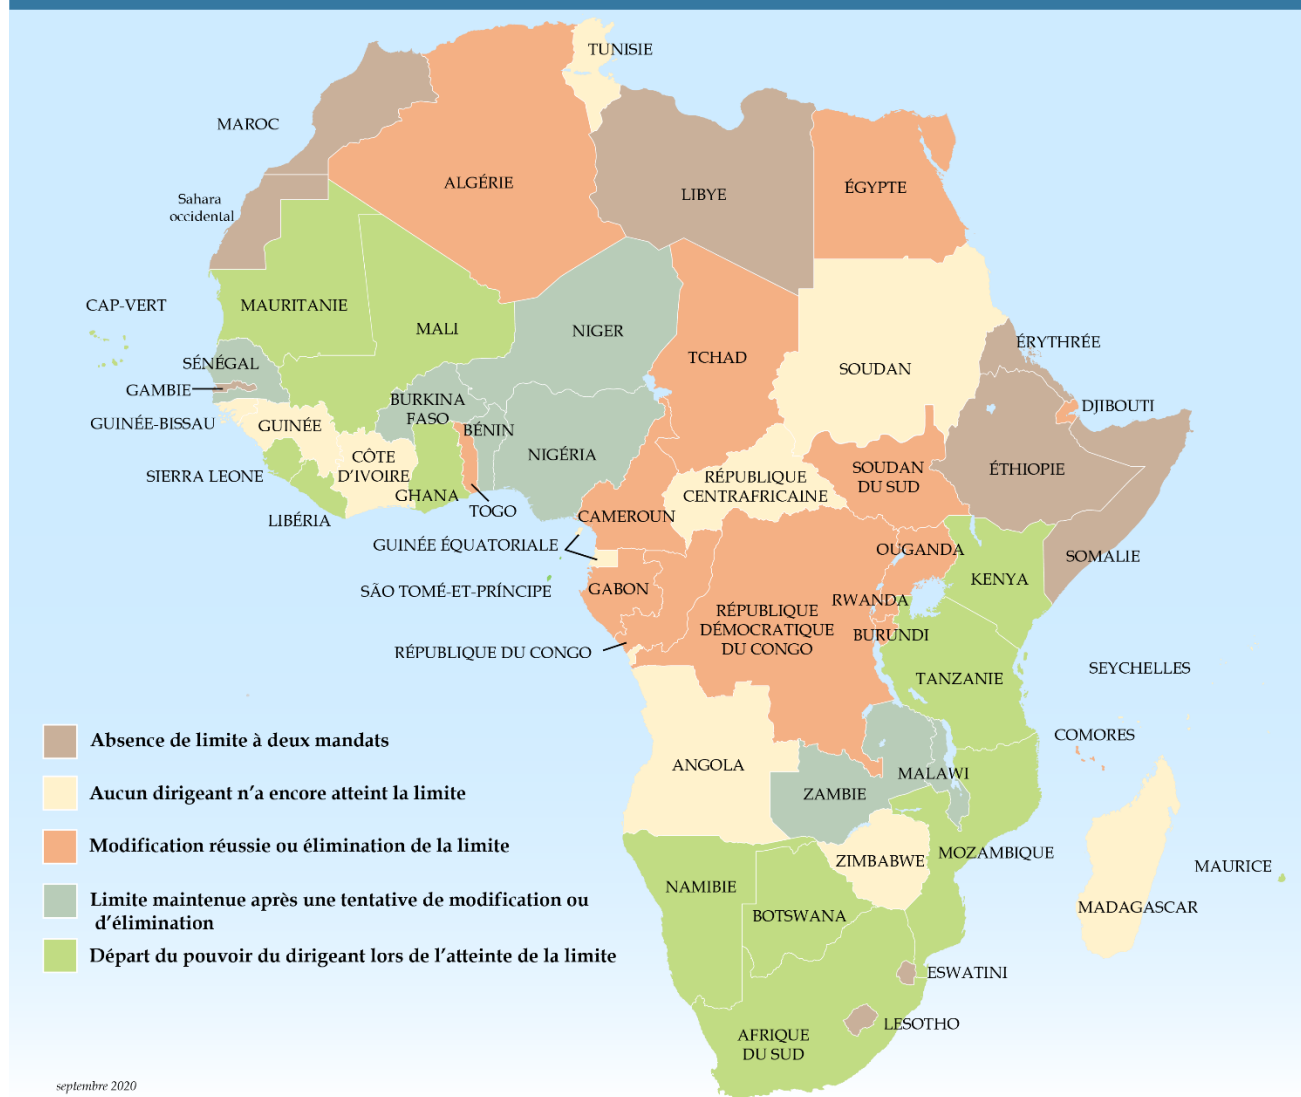 TUNISIE
MAROC
ALGÉRIE
LIBYE
ÉGYPTE
Sahara
occidental
CAP-VERT
MAURITANIE
MALI
NIGER
TCHAD
SOUDAN
ÉRYTHRÉE
SÉNÉGAL
GAMBIE
GUINÉE-BISSAU
GUINÉE
BURKINA
FASO
BÉNIN
NIGÉRIA
DJIBOUTI
SIERRA LEONE
CÔTE
D'IVOIRE
GHANA
TOGO
LIBÉRIA
RÉPUBLIQUE
CENTRAFRICAINE
SOUDAN
DU SUD
ÉTHIOPIE
CAMEROUN
GUINÉE ÉQUATORIALE
OUGANDA
SOMALIE
KENYA
SÃO TOMÉ-ET-PRÍNCIPE
GABON
RWANDA
RÉPUBLIQUE
DÉMOCRATIQUE
DU CONGO
BURUNDI
RÉPUBLIQUE DU CONGO
TANZANIE
SEYCHELLES
COMORES
ANGOLA
MALAWI
ZAMBIE
MOZAMBIQUE
ZIMBABWE
MAURICE
NAMIBIE
BOTSWANA
MADAGASCAR
ESWATINI
LESOTHO
AFRIQUE
DU SUD
Absence de limite à deux mandats
Aucun dirigeant n'a encore atteint la limite
Modification réussie ou élimination de la limite
Limite maintenue après une tentative de modification ou
d'élimination
Départ du pouvoir du dirigeant lors de l'atteinte de la limite
septembre 2020